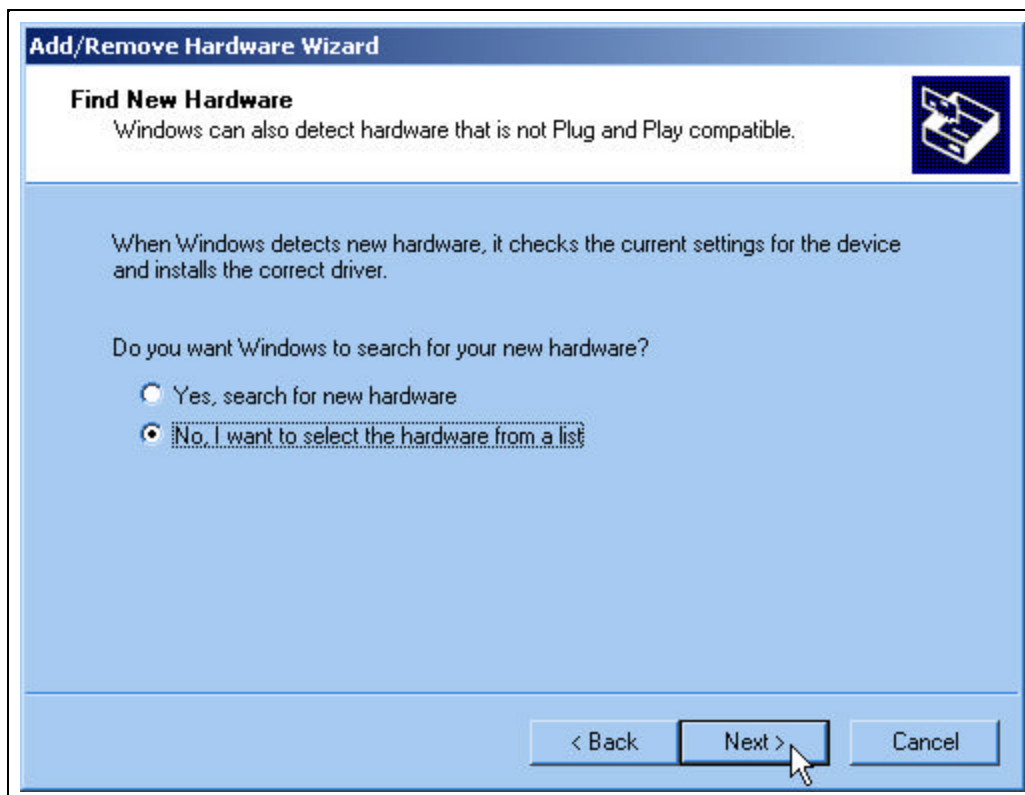 Add/Remove Hardware Wizard
Find New Hardware
Windows can also detect hardware that is not Plug and Play compatible.
When Windows detects new hardware, it checks the current settings for the device
and installs the correct driver.
Do you want Windows to search for your new hardware?
Yes, search for new hardware
No, I want to select the hardware from a list
< Back Next > Cancel